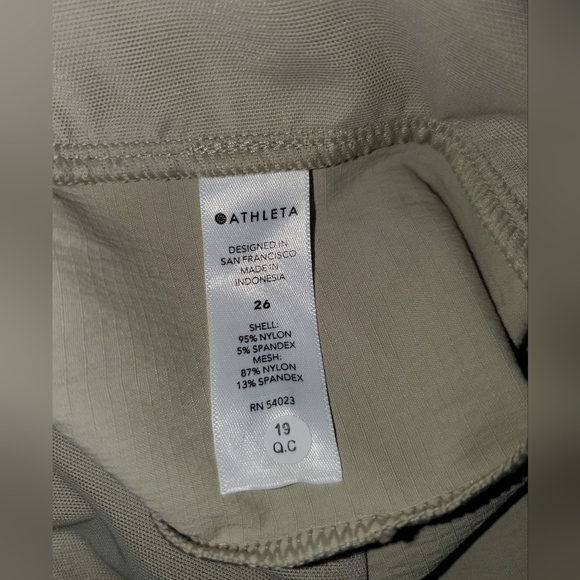 ATHLETA
DESIGNED IN
SAN FRANCISCO
MADE IN
INDONESIA
26
SHELL:
95% NYLON
5% SPANDEX
MESH:
87% NYLON
13% SPANDEX
RN 54023
19
Q.C